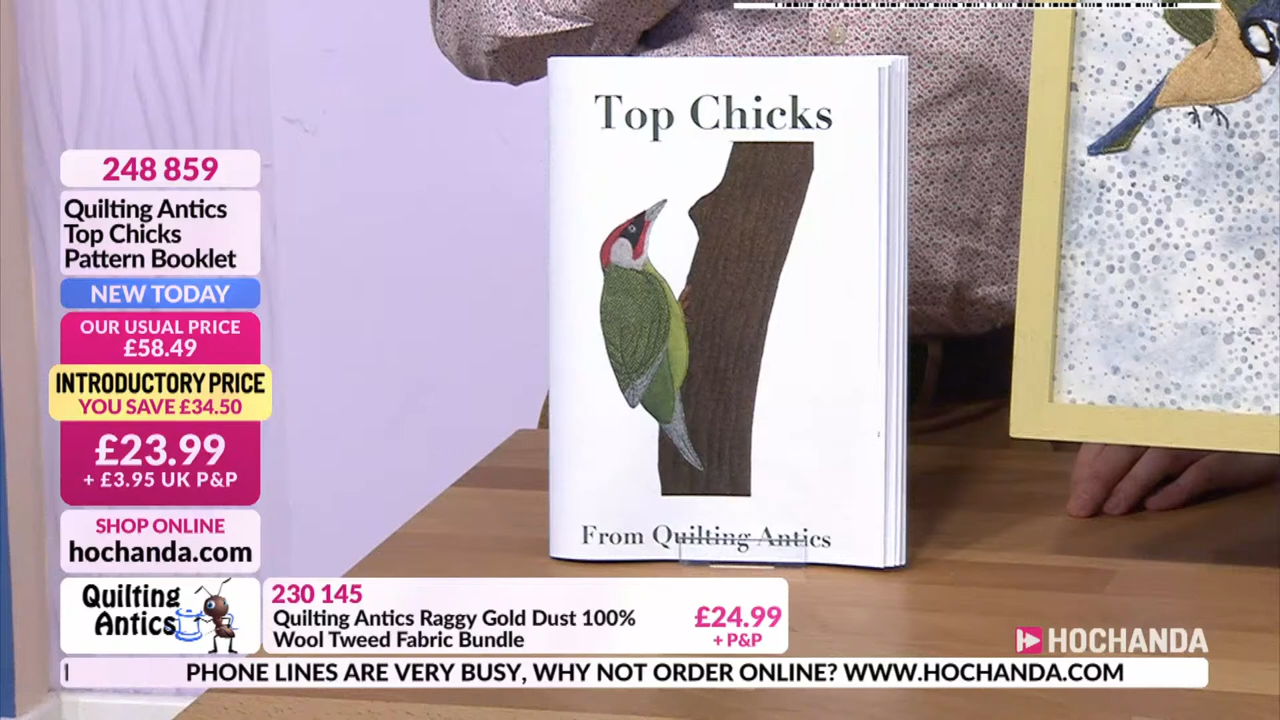 248 859
Quilting Antics
Top Chicks
Pattern Booklet
NEW TODAY
OUR USUAL PRICE
£58.49
INTRODUCTORY PRICE
YOU SAVE £34.50
£23.99
+ £3.95 UK P&P
SHOP ONLINE
hochanda.com
Quilting
Antics
230 145
Quilting Antics Raggy Gold Dust 100%
Wool Tweed Fabric Bundle
£24.99
+ P&P
HOCHANDA
PHONE LINES ARE VERY BUSY, WHY NOT ORDER ONLINE? WWW.HOCHANDA.COM
Top Chicks
From Quilting Antics